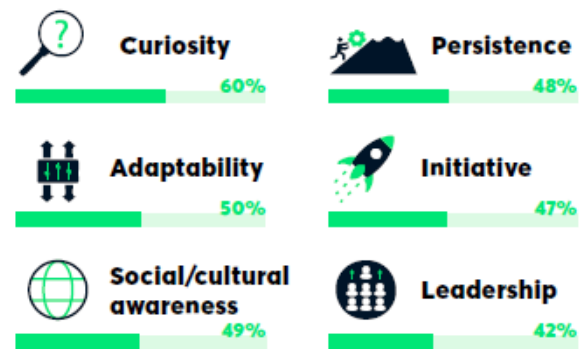 ?
Curiosity
60%
Persistence
48%
Adaptability
50%
Initiative
47%
Social/cultural
awareness
49%
Leadership
42%